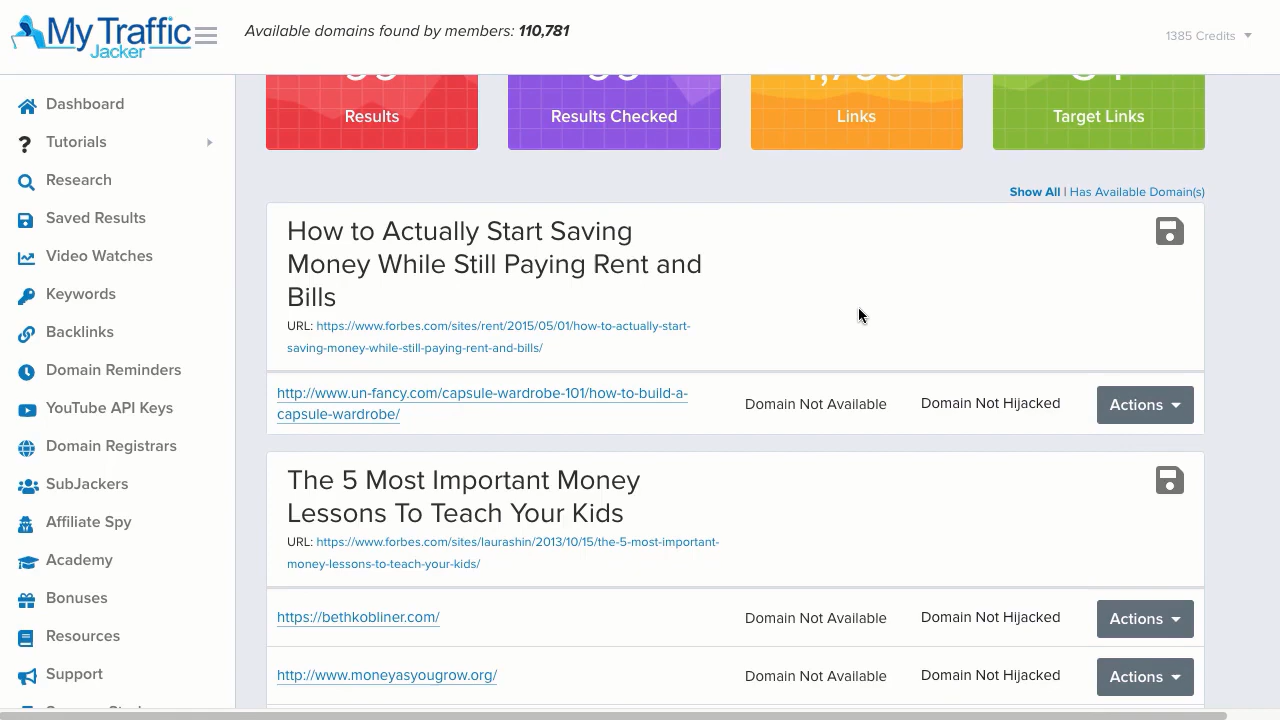 My Traffic
Jacker
Available domains found by members: 110,781
1385 Credits
Dashboard
Tutorials
Research
Saved Results
Video Watches
Keywords
Backlinks
Domain Reminders
YouTube API Keys
Domain Registrars
SubJackers
Affiliate Spy
Academy
Bonuses
Resources
Support
Results
Results Checked
Links
Target Links
Show All | Has Available Domain(s)
How to Actually Start Saving
Money While Still Paying Rent and
Bills
URL: https://www.forbes.com/sites/rent/2015/05/01/how-to-actually-start-
saving-money-while-still-paying-rent-and-bills/
http://www.un-fancy.com/capsule-wardrobe-101/how-to-build-a-
capsule-wardrobe/
Domain Not Available
Domain Not Hijacked
Actions
The 5 Most Important Money
Lessons To Teach Your Kids
URL: https://www.forbes.com/sites/laurashin/2013/10/15/the-5-most-important-
money-lessons-to-teach-your-kids/
https://bethkobliner.com/
Domain Not Available
Domain Not Hijacked
Actions
http://www.moneyasyougrow.org/
Domain Not Available
Domain Not Hijacked
Actions